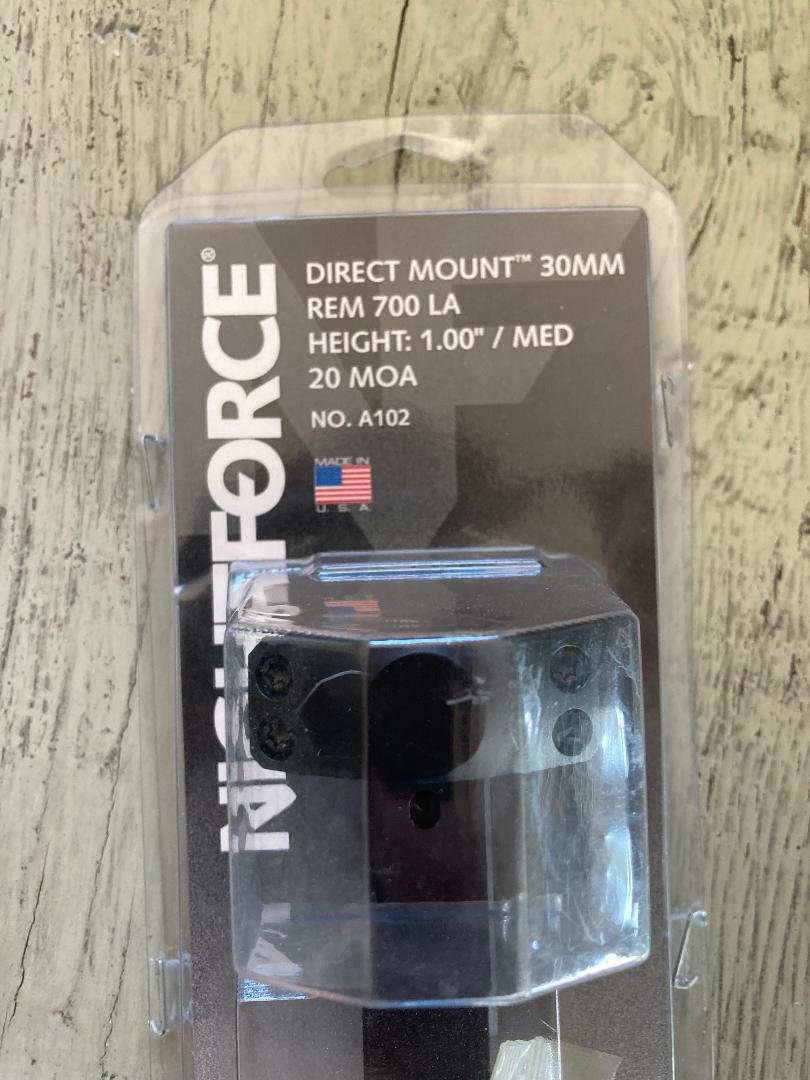 NIGHTFORCE®
DIRECT MOUNT™ 30MM
REM 700 LA
HEIGHT: 1.00" / MED
20 MOA
NO. A102
MADE IN
U. S. A.